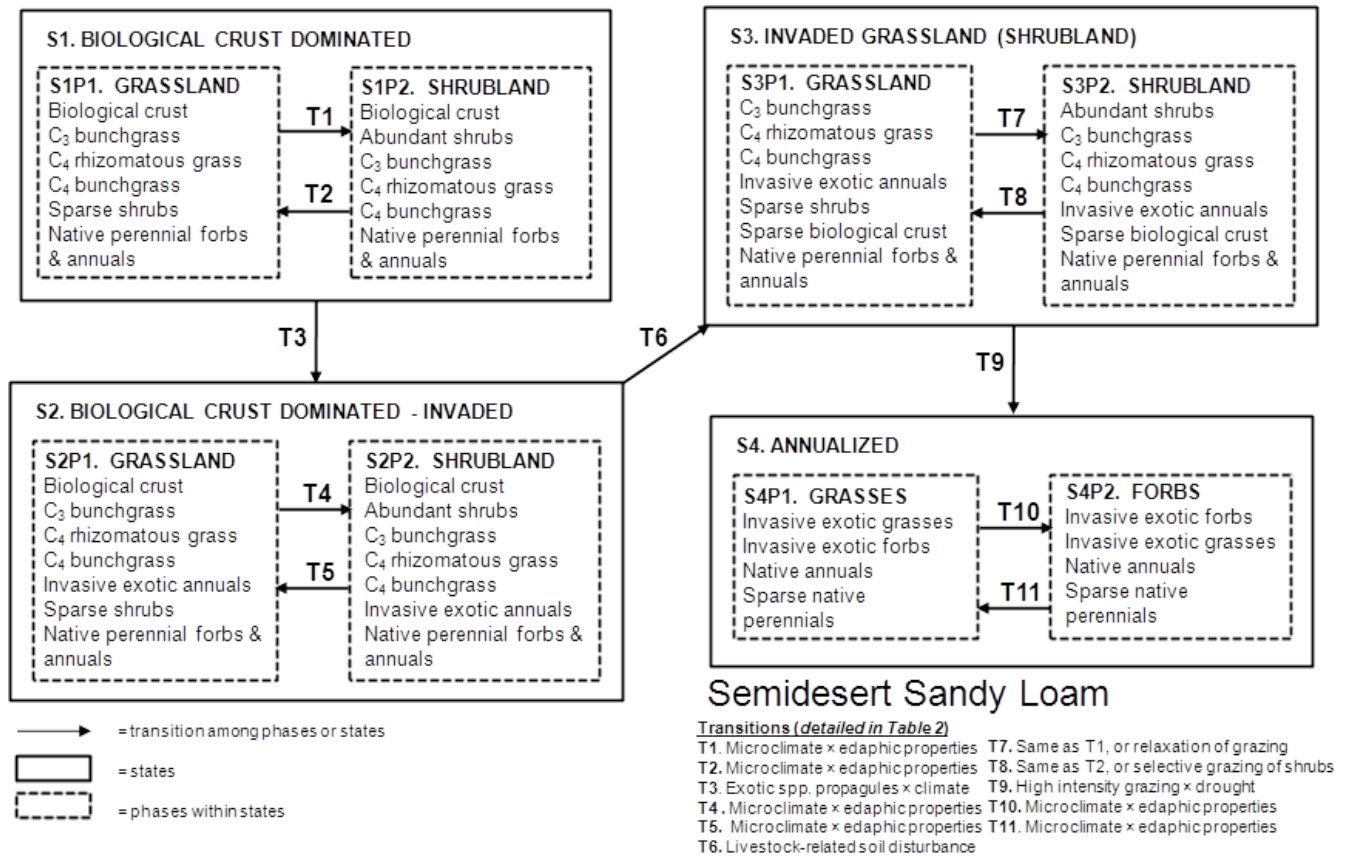 S1. BIOLOGICAL CRUST DOMINATED
S1P1. GRASSLAND
Biological crust
C₃ bunchgrass
C₄ rhizomatous grass
C₄ bunchgrass
Sparse shrubs
Native perennial forbs
& annuals
T1
T2
S1P2. SHRUBLAND
Biological crust
Abundant shrubs
C₃ bunchgrass
C₄ rhizomatous grass
C₄ bunchgrass
Native perennial forbs
& annuals
T3
S2. BIOLOGICAL CRUST DOMINATED - INVADED
S2P1. GRASSLAND
Biological crust
C₃ bunchgrass
C₄ rhizomatous grass
C₄ bunchgrass
Invasive exotic annuals
Sparse shrubs
Native perennial forbs &
annuals
T4
T5
S2P2. SHRUBLAND
Biological crust
Abundant shrubs
C₃ bunchgrass
C₄ rhizomatous grass
C₄ bunchgrass
Invasive exotic annuals
Native perennial forbs &
annuals
T6
S3. INVADED GRASSLAND (SHRUBLAND)
S3P1. GRASSLAND
C₃ bunchgrass
C₄ rhizomatous grass
C₄ bunchgrass
Invasive exotic annuals
Sparse shrubs
Sparse biological crust
Native perennial forbs &
annuals
T7
T8
S3P2. SHRUBLAND
Abundant shrubs
C₃ bunchgrass
C₄ rhizomatous grass
C₄ bunchgrass
Invasive exotic annuals
Sparse biological crust
Native perennial forbs &
annuals
T9
S4. ANNUALIZED
S4P1. GRASSES
Invasive exotic grasses
Invasive exotic forbs
Native annuals
Sparse native
perennials
T10
T11
S4P2. FORBS
Invasive exotic forbs
Invasive exotic grasses
Native annuals
Sparse native
perennials
= transition among phases or states
= states
= phases within states
Semidesert Sandy Loam
Transitions (detailed in Table 2)
T1. Microclimate × edaphic properties
T2. Microclimate × edaphic properties
T3. Exotic spp. propagules × climate
T4. Microclimate × edaphic properties
T5. Microclimate × edaphic properties
T6. Livestock-related soil disturbance
T7. Same as T1, or relaxation of grazing
T8. Same as T2, or selective grazing of shrubs
T9. High intensity grazing × drought
T10. Microclimate × edaphic properties
T11. Microclimate × edaphic properties